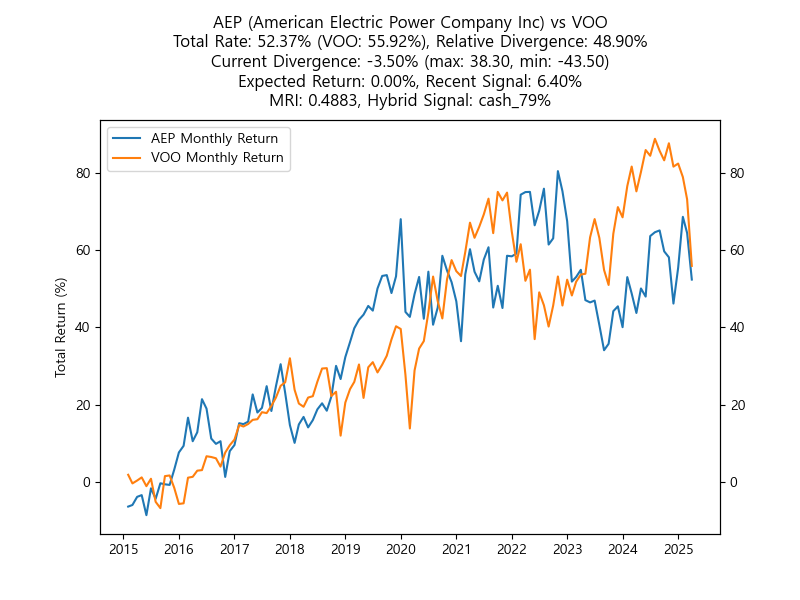 AEP (American Electric Power Company Inc) vs VOO
Total Rate: 52.37% (VOO: 55.92%), Relative Divergence: 48.90%
Current Divergence: -3.50% (max: 38.30, min: -43.50)
Expected Return: 0.00%, Recent Signal: 6.40%
MRI: 0.4883, Hybrid Signal: cash_79%
AEP Monthly Return
VOO Monthly Return
80
60
40
20
0
Total Return (%)
80
60
40
20
0
2015 2016 2017 2018 2019 2020 2021 2022 2023 2024 2025